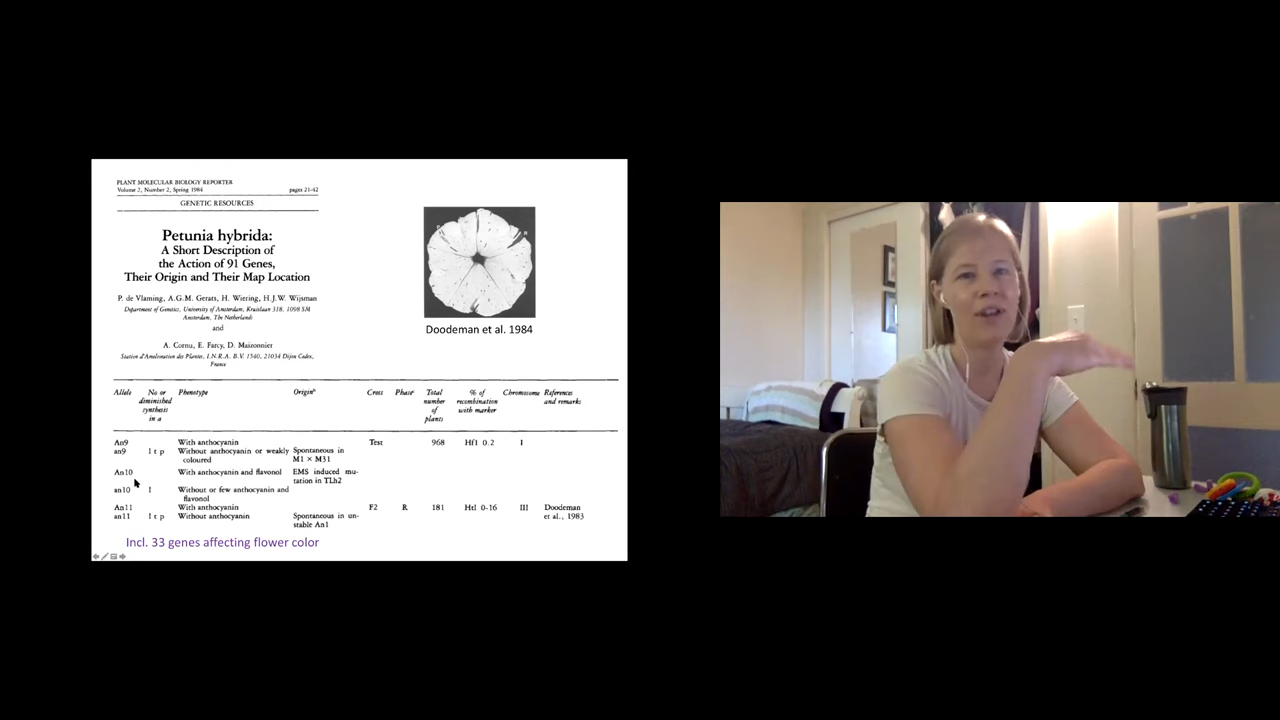 PLANT MOLECULAR BIOLOGY REPORTER
Volume 2, Number 2, Spring 1984 pages 21-42
GENETIC RESOURCES
Petunia hybrida:
A Short Description of
the Action of 91 Genes,
Their Origin and Their Map Location
P. de Vlaming, A.G.M. Gerats, H. Wiering, H.J.W. Wijsman
Department of Genetics, University of Amsterdam, Kruislaan 318, 1098 SM
Amsterdam, The Netherlands
and
A. Cornu, E. Farcy, D. Maizonnier
Station d'Amelioration des Plantes, I.N.R.A. B.V. 1540, 21034 Dijon Cedex,
France
Doodeman et al. 1984
Allele No or diminished synthesis in a Phenotype Originb Cross Phasec Total number of plants % of recombination with marker Chromosome References and remarks
An9 With anthocyanin Test 968 Hf1 0.2 I
an9 l t p Without anthocyanin or weakly Spontaneous in
coloured M1 × M31
An10 With anthocyanin and flavonol EMS induced mu-
tation in TLh2
an10 l Without or few anthocyanin and
flavonol
An11 With anthocyanin F2 R 181 Htl 0-16 III Doodeman
an11 l t p Without anthocyanin Spontaneous in un- et al., 1983
stable An1
Incl. 33 genes affecting flower color